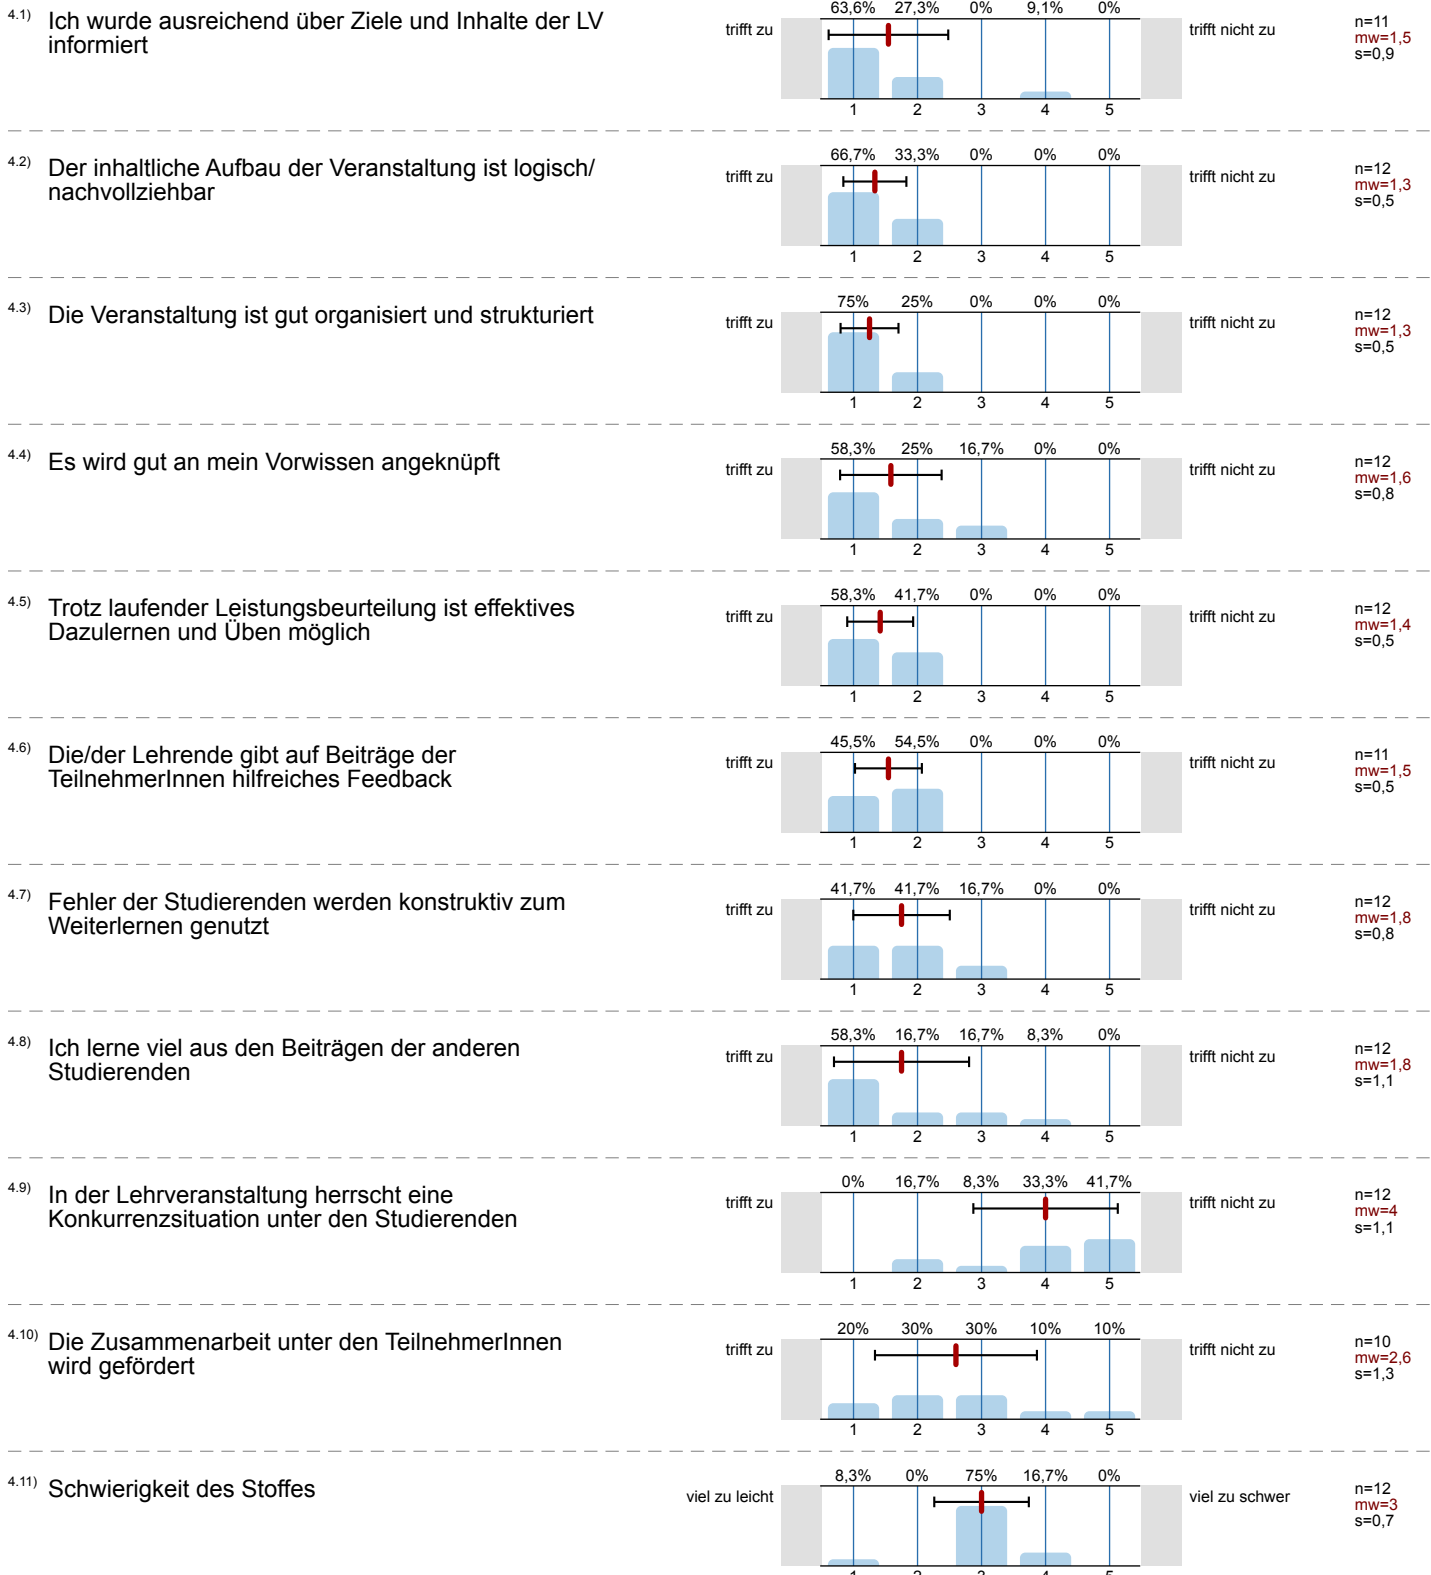 4.1) Ich wurde ausreichend über Ziele und Inhalte der LV
informiert
63,6% 27,3% 0% 9,1% 0%
trifft zu
trifft nicht zu
n=11
mw=1,5
s=0,9
1 2 3 4 5
4.2) Der inhaltliche Aufbau der Veranstaltung ist logisch/
nachvollziehbar
66,7% 33,3% 0% 0% 0%
trifft zu
trifft nicht zu
n=12
mw=1,3
s=0,5
1 2 3 4 5
4.3) Die Veranstaltung ist gut organisiert und strukturiert
75% 25% 0% 0% 0%
trifft zu
trifft nicht zu
n=12
mw=1,3
s=0,5
1 2 3 4 5
4.4) Es wird gut an mein Vorwissen angeknüpft
58,3% 25% 16,7% 0% 0%
trifft zu
trifft nicht zu
n=12
mw=1,6
s=0,8
1 2 3 4 5
4.5) Trotz laufender Leistungsbeurteilung ist effektives
Dazulernen und Üben möglich
58,3% 41,7% 0% 0% 0%
trifft zu
trifft nicht zu
n=12
mw=1,4
s=0,5
1 2 3 4 5
4.6) Die/der Lehrende gibt auf Beiträge der
TeilnehmerInnen hilfreiches Feedback
45,5% 54,5% 0% 0% 0%
trifft zu
trifft nicht zu
n=11
mw=1,5
s=0,5
1 2 3 4 5
4.7) Fehler der Studierenden werden konstruktiv zum
Weiterlernen genutzt
41,7% 41,7% 16,7% 0% 0%
trifft zu
trifft nicht zu
n=12
mw=1,8
s=0,8
1 2 3 4 5
4.8) Ich lerne viel aus den Beiträgen der anderen
Studierenden
58,3% 16,7% 16,7% 8,3% 0%
trifft zu
trifft nicht zu
n=12
mw=1,8
s=1,1
1 2 3 4 5
4.9) In der Lehrveranstaltung herrscht eine
Konkurrenzsituation unter den Studierenden
0% 16,7% 8,3% 33,3% 41,7%
trifft zu
trifft nicht zu
n=12
mw=4
s=1,1
1 2 3 4 5
4.10) Die Zusammenarbeit unter den TeilnehmerInnen
wird gefördert
20% 30% 30% 10% 10%
trifft zu
trifft nicht zu
n=10
mw=2,6
s=1,3
1 2 3 4 5
4.11) Schwierigkeit des Stoffes
8,3% 0% 75% 16,7% 0%
viel zu leicht
viel zu schwer
n=12
mw=3
s=0,7
1 2 3 4 5